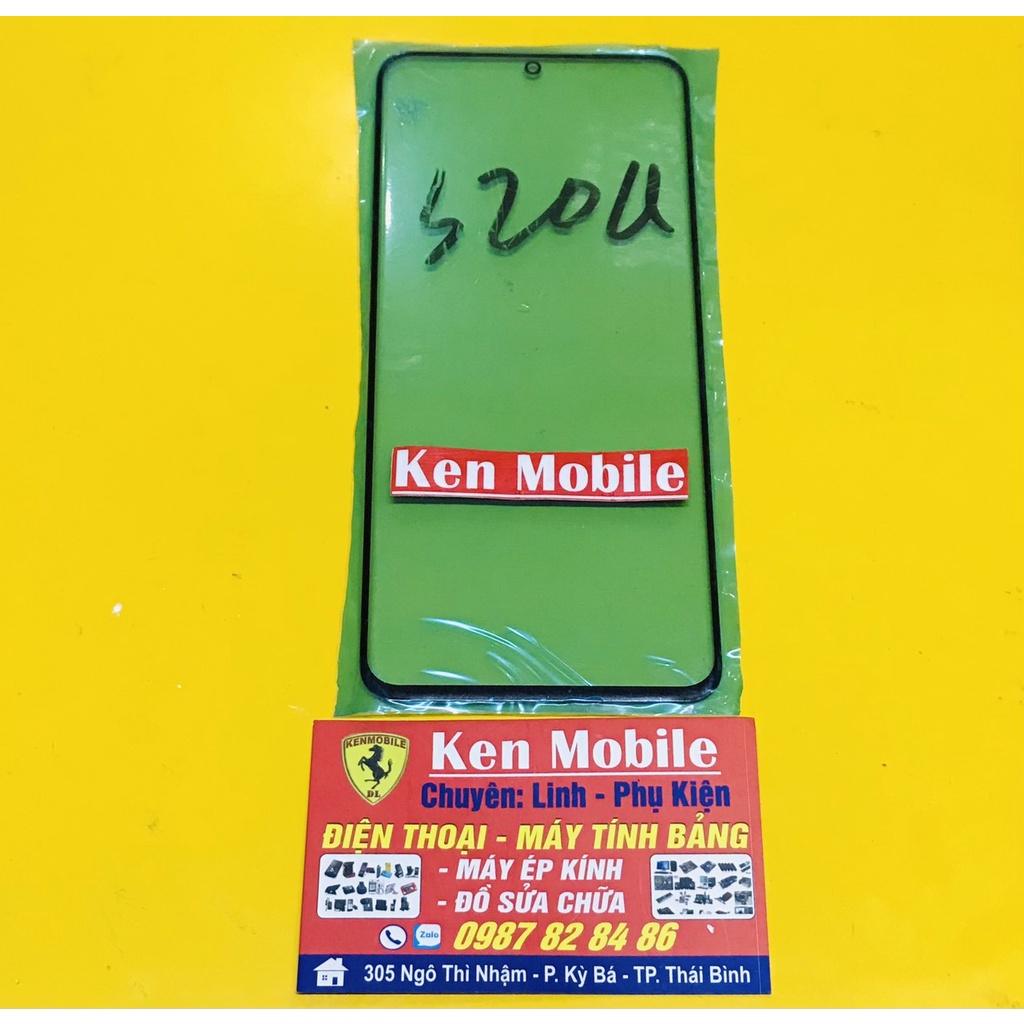 S20U
Ken Mobile
KENMOBILE
DL
Ken Mobile
Chuyên: Linh - Phụ Kiện
ĐIỆN THOẠI - MÁY TÍNH BẢNG
- MÁY ÉP KÍNH
- ĐỒ SỬA CHỮA
Zalo 0987 82 84 86
305 Ngô Thì Nhậm - P. Kỳ Bá - TP. Thái Bình